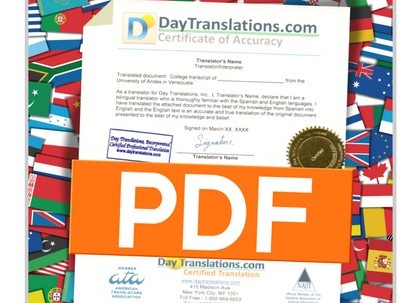 DayTranslations.com
Certificate of Accuracy
Translator's Name
Translator/Interpreter
Translated document: College transcript of ____________ from the
University of Andes in Venezuela
As a translator for Day Translations, Inc. I, Translator's Name, declare that I am a
bilingual translator who is thoroughly familiar with the Spanish and English languages. I
have translated the attached document to the best of my knowledge from Spanish into
English and the English text is an accurate and true translation of the original document
presented to the best of my knowledge and belief.
Signed on March XX, XXXX
Signature
Translator's Name
Day Translations, Incorporated
Certified Professional Translation
www.daytranslations.com
PDF
Day Translations.com
Certified Translation
http://www.daytranslations.com
415 Madison Ave
New York City, NY 10017
Toll Free - 1-800-969-6853
MEMBER
ata
AMERICAN
TRANSLATORS
ASSOCIATION
NAJIT